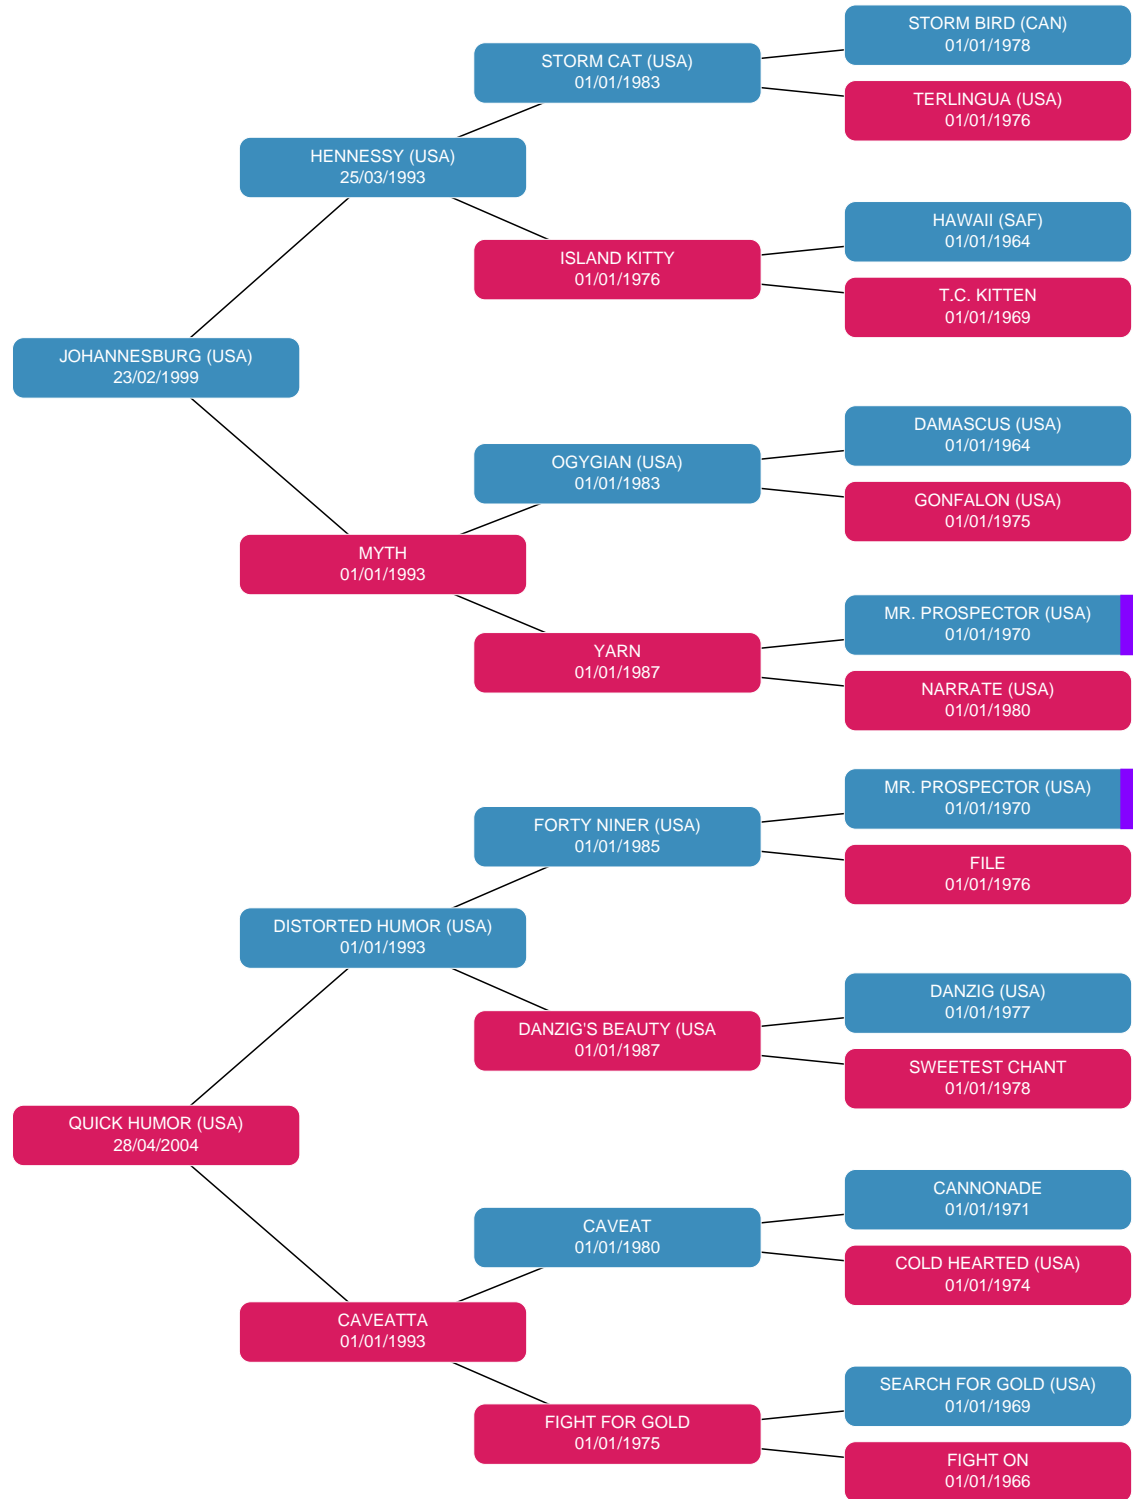 STORM BIRD (CAN)
01/01/1978
STORM CAT (USA)
01/01/1983
TERLINGUA (USA)
01/01/1976
HENNESSY (USA)
25/03/1993
HAWAII (SAF)
01/01/1964
ISLAND KITTY
01/01/1976
T.C. KITTEN
01/01/1969
JOHANNESBURG (USA)
23/02/1999
DAMASCUS (USA)
01/01/1964
OGYGIAN (USA)
01/01/1983
GONFALON (USA)
01/01/1975
MYTH
01/01/1993
MR. PROSPECTOR (USA)
01/01/1970
YARN
01/01/1987
NARRATE (USA)
01/01/1980
MR. PROSPECTOR (USA)
01/01/1970
FORTY NINER (USA)
01/01/1985
FILE
01/01/1976
DISTORTED HUMOR (USA)
01/01/1993
DANZIG (USA)
01/01/1977
DANZIG'S BEAUTY (USA
01/01/1987
SWEETEST CHANT
01/01/1978
QUICK HUMOR (USA)
28/04/2004
CANNONADE
01/01/1971
CAVEAT
01/01/1980
COLD HEARTED (USA)
01/01/1974
CAVEATTA
01/01/1993
SEARCH FOR GOLD (USA)
01/01/1969
FIGHT FOR GOLD
01/01/1975
FIGHT ON
01/01/1966